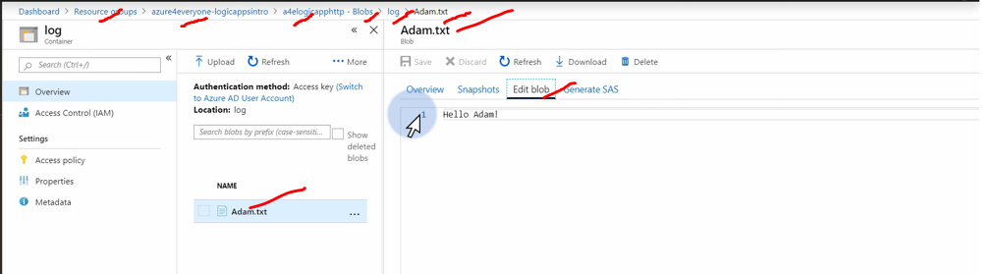 Dashboard > Resource groups > azure4everyone-logicappsintro > a4elogicapphttp - Blobs > log > Adam.txt
log
Container
« ×
Search (Ctrl+/)
«
Overview
Access Control (IAM)
Settings
Access policy
Properties
Metadata
Upload Refresh ··· More
Authentication method: Access key (Switch
to Azure AD User Account)
Location: log
Search blobs by prefix (case-sensiti...
Show
deleted
blobs
NAME
Adam.txt ...
Adam.txt
Blob
Save Discard Refresh Download Delete
Overview Snapshots Edit blob Generate SAS
1 Hello Adam!